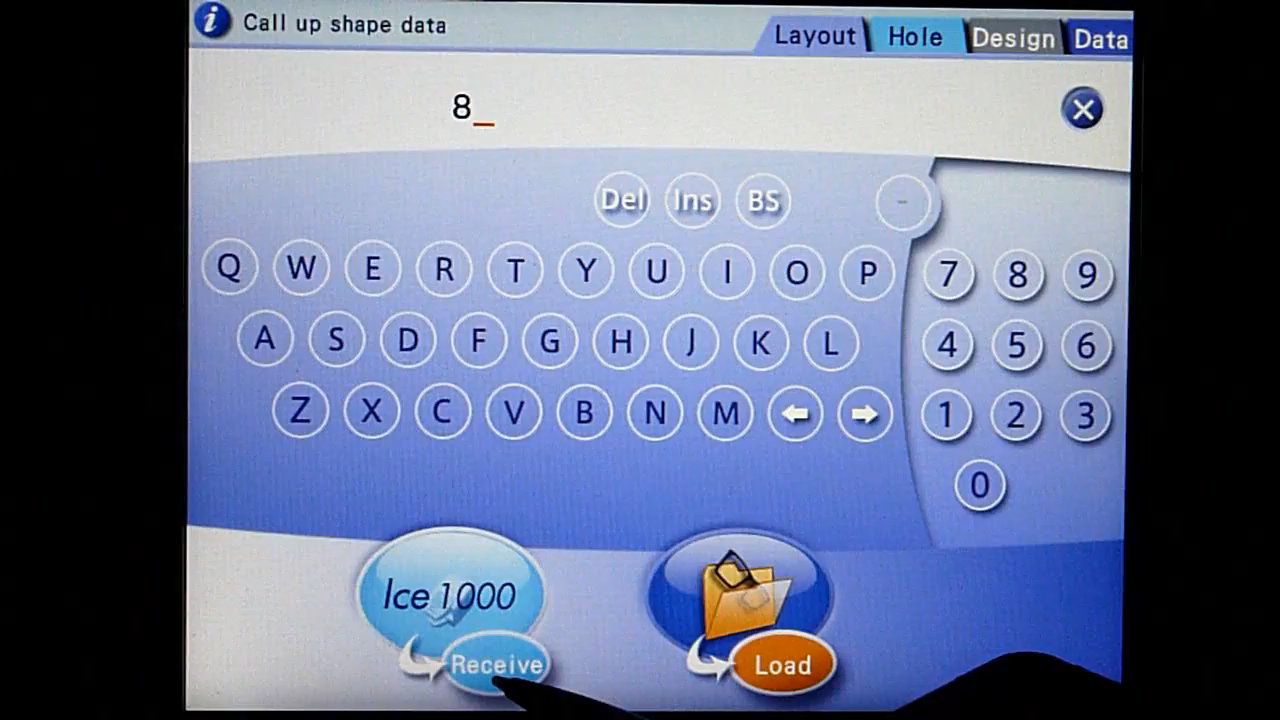 i Call up shape data
Layout Hole Design Data
8_
Del Ins BS -
Q W E R T Y U I O P 7 8 9
A S D F G H J K L 4 5 6
Z X C V B N M 1 2 3
0
Ice 1000
Receive Load